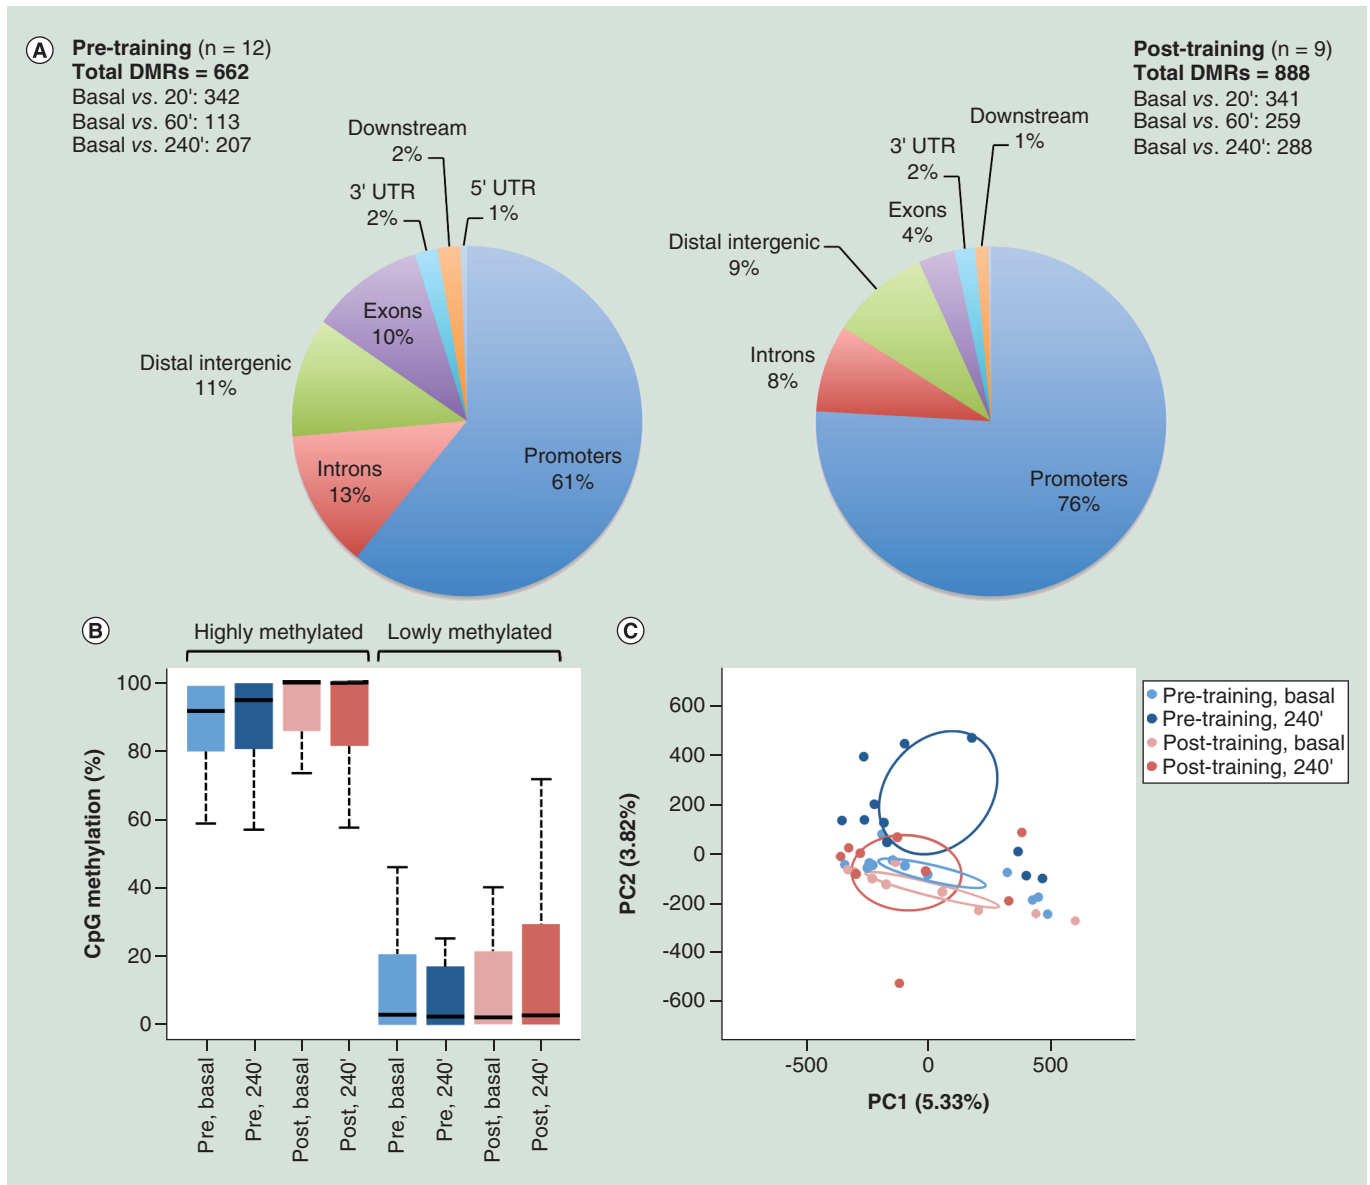 A
Pre-training (n = 12)
Total DMRs = 662
Basal vs. 20': 342
Basal vs. 60': 113
Basal vs. 240': 207
Downstream
2%
3' UTR
2%
5' UTR
1%
Exons
10%
Distal intergenic
11%
Introns
13%
Promoters
61%
Post-training (n = 9)
Total DMRs = 888
Basal vs. 20': 341
Basal vs. 60': 259
Basal vs. 240': 288
Downstream
1%
3' UTR
2%
Exons
4%
Distal intergenic
9%
Introns
8%
Promoters
76%
B
Highly methylated
Lowly methylated
CpG methylation (%)
100
80
60
40
20
0
Pre, basal
Pre, 240'
Post, basal
Post, 240'
Pre, basal
Pre, 240'
Post, basal
Post, 240'
C
PC2 (3.82%)
600
400
200
0
-200
-400
-600
-500
0
500
PC1 (5.33%)
Pre-training, basal
Pre-training, 240'
Post-training, basal
Post-training, 240'